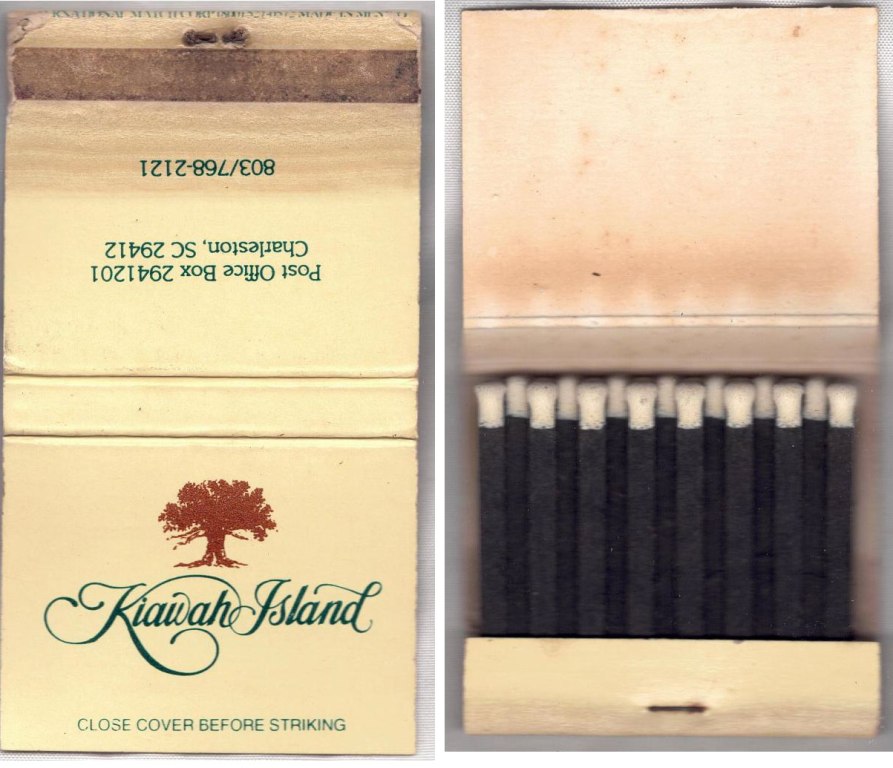 Post Office Box 2941201
Charleston, SC 29412
803/768-2121
Kiawah Island
CLOSE COVER BEFORE STRIKING